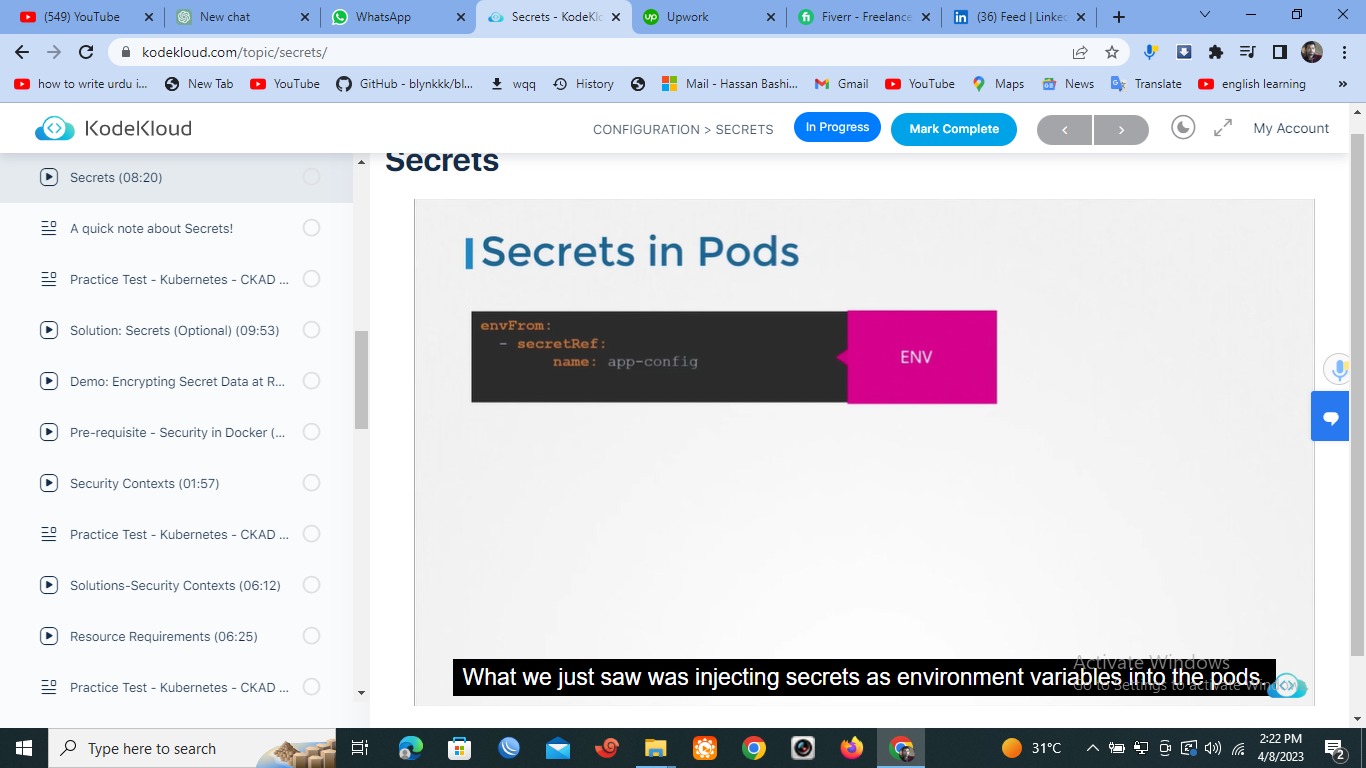 (549) YouTube
New chat
WhatsApp
Secrets - KodeKlo
Upwork
Fiverr - Freelance
(36) Feed | Linked
kodekloud.com/topic/secrets/
how to write urdu i...
New Tab
YouTube
GitHub - blynkkk/bl...
wqq
History
Mail - Hassan Bashi...
Gmail
YouTube
Maps
News
Translate
english learning
»
KodeKloud
CONFIGURATION > SECRETS
In Progress
Mark Complete
My Account
Secrets (08:20)
A quick note about Secrets!
Practice Test - Kubernetes - CKAD ...
Solution: Secrets (Optional) (09:53)
Demo: Encrypting Secret Data at R...
Pre-requisite - Security in Docker (...
Security Contexts (01:57)
Practice Test - Kubernetes - CKAD ...
Solutions-Security Contexts (06:12)
Resource Requirements (06:25)
Practice Test - Kubernetes - CKAD ...
Secrets
Secrets in Pods
envFrom:
- secretRef:
name: app-config
ENV
What we just saw was injecting secrets as environment variables into the pods.
Activate Windows
Go to Settings to activate Windows.
Type here to search
31°C
2:22 PM
4/8/2023
2